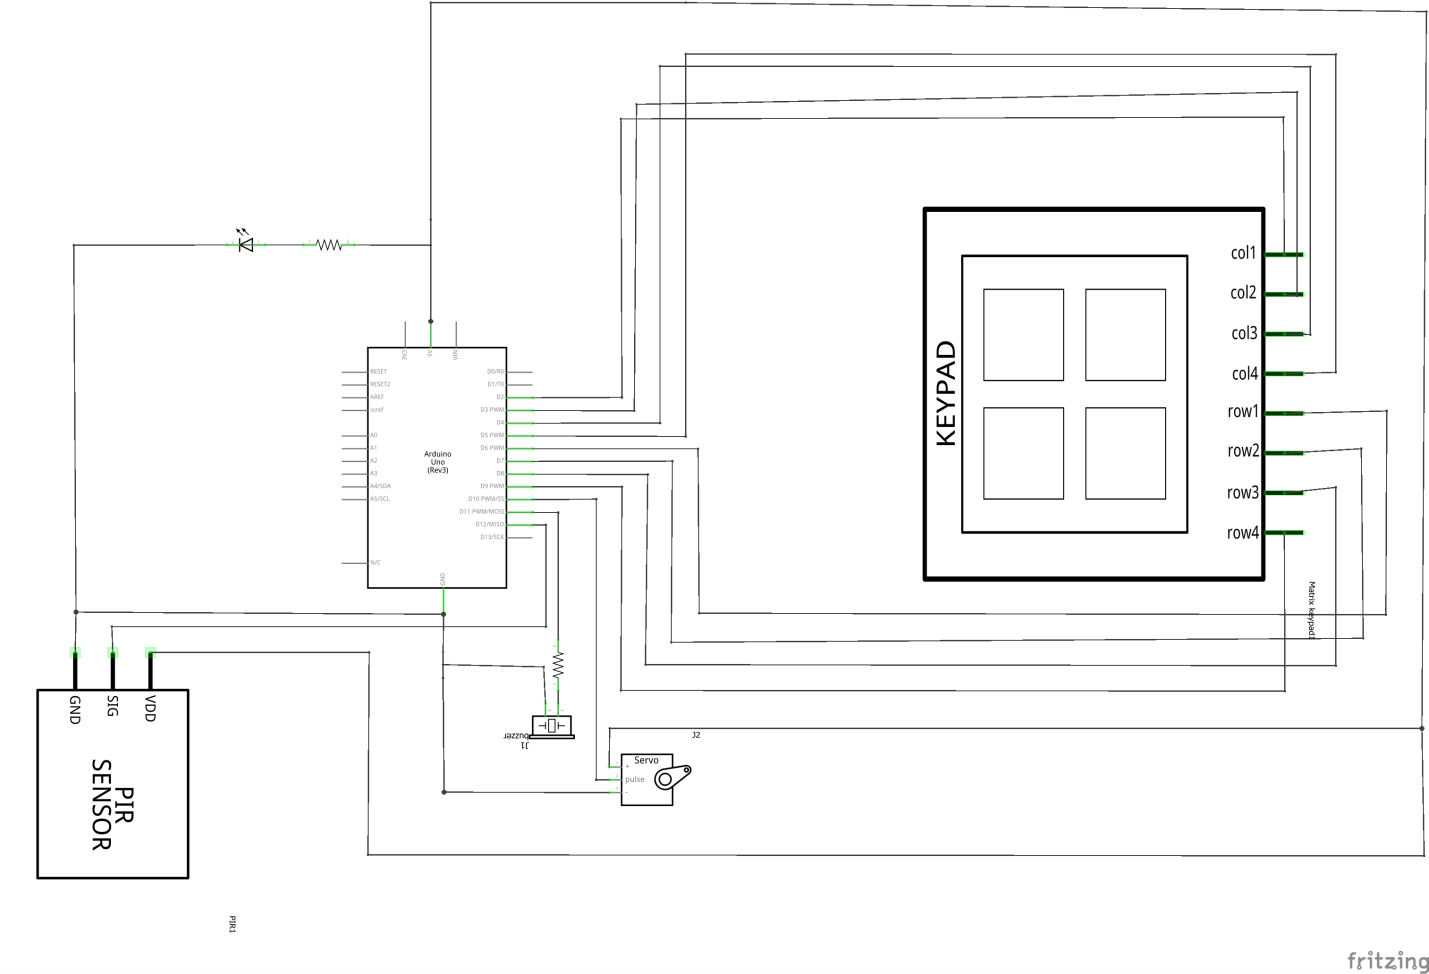 3V3
5V
VIN
RESET
RESET2
AREF
ioref
A0
A1
A2
A3
A4/SDA
A5/SCL
N/C
D0/RX
D1/TX
D2
D3 PWM
D4
D5 PWM
D6 PWM
D7
D8
D9 PWM
D10 PWM/SS
D11 PWM/MOSI
D12/MISO
D13/SCK
GND
Arduino
Uno
(Rev3)
KEYPAD
col1
col2
col3
col4
row1
row2
row3
row4
Matrix keypad1
GND
SIG
VDD
PIR
SENSOR
PIR1
J1
buzzer
J2
Servo
+
pulse
-
fritzing